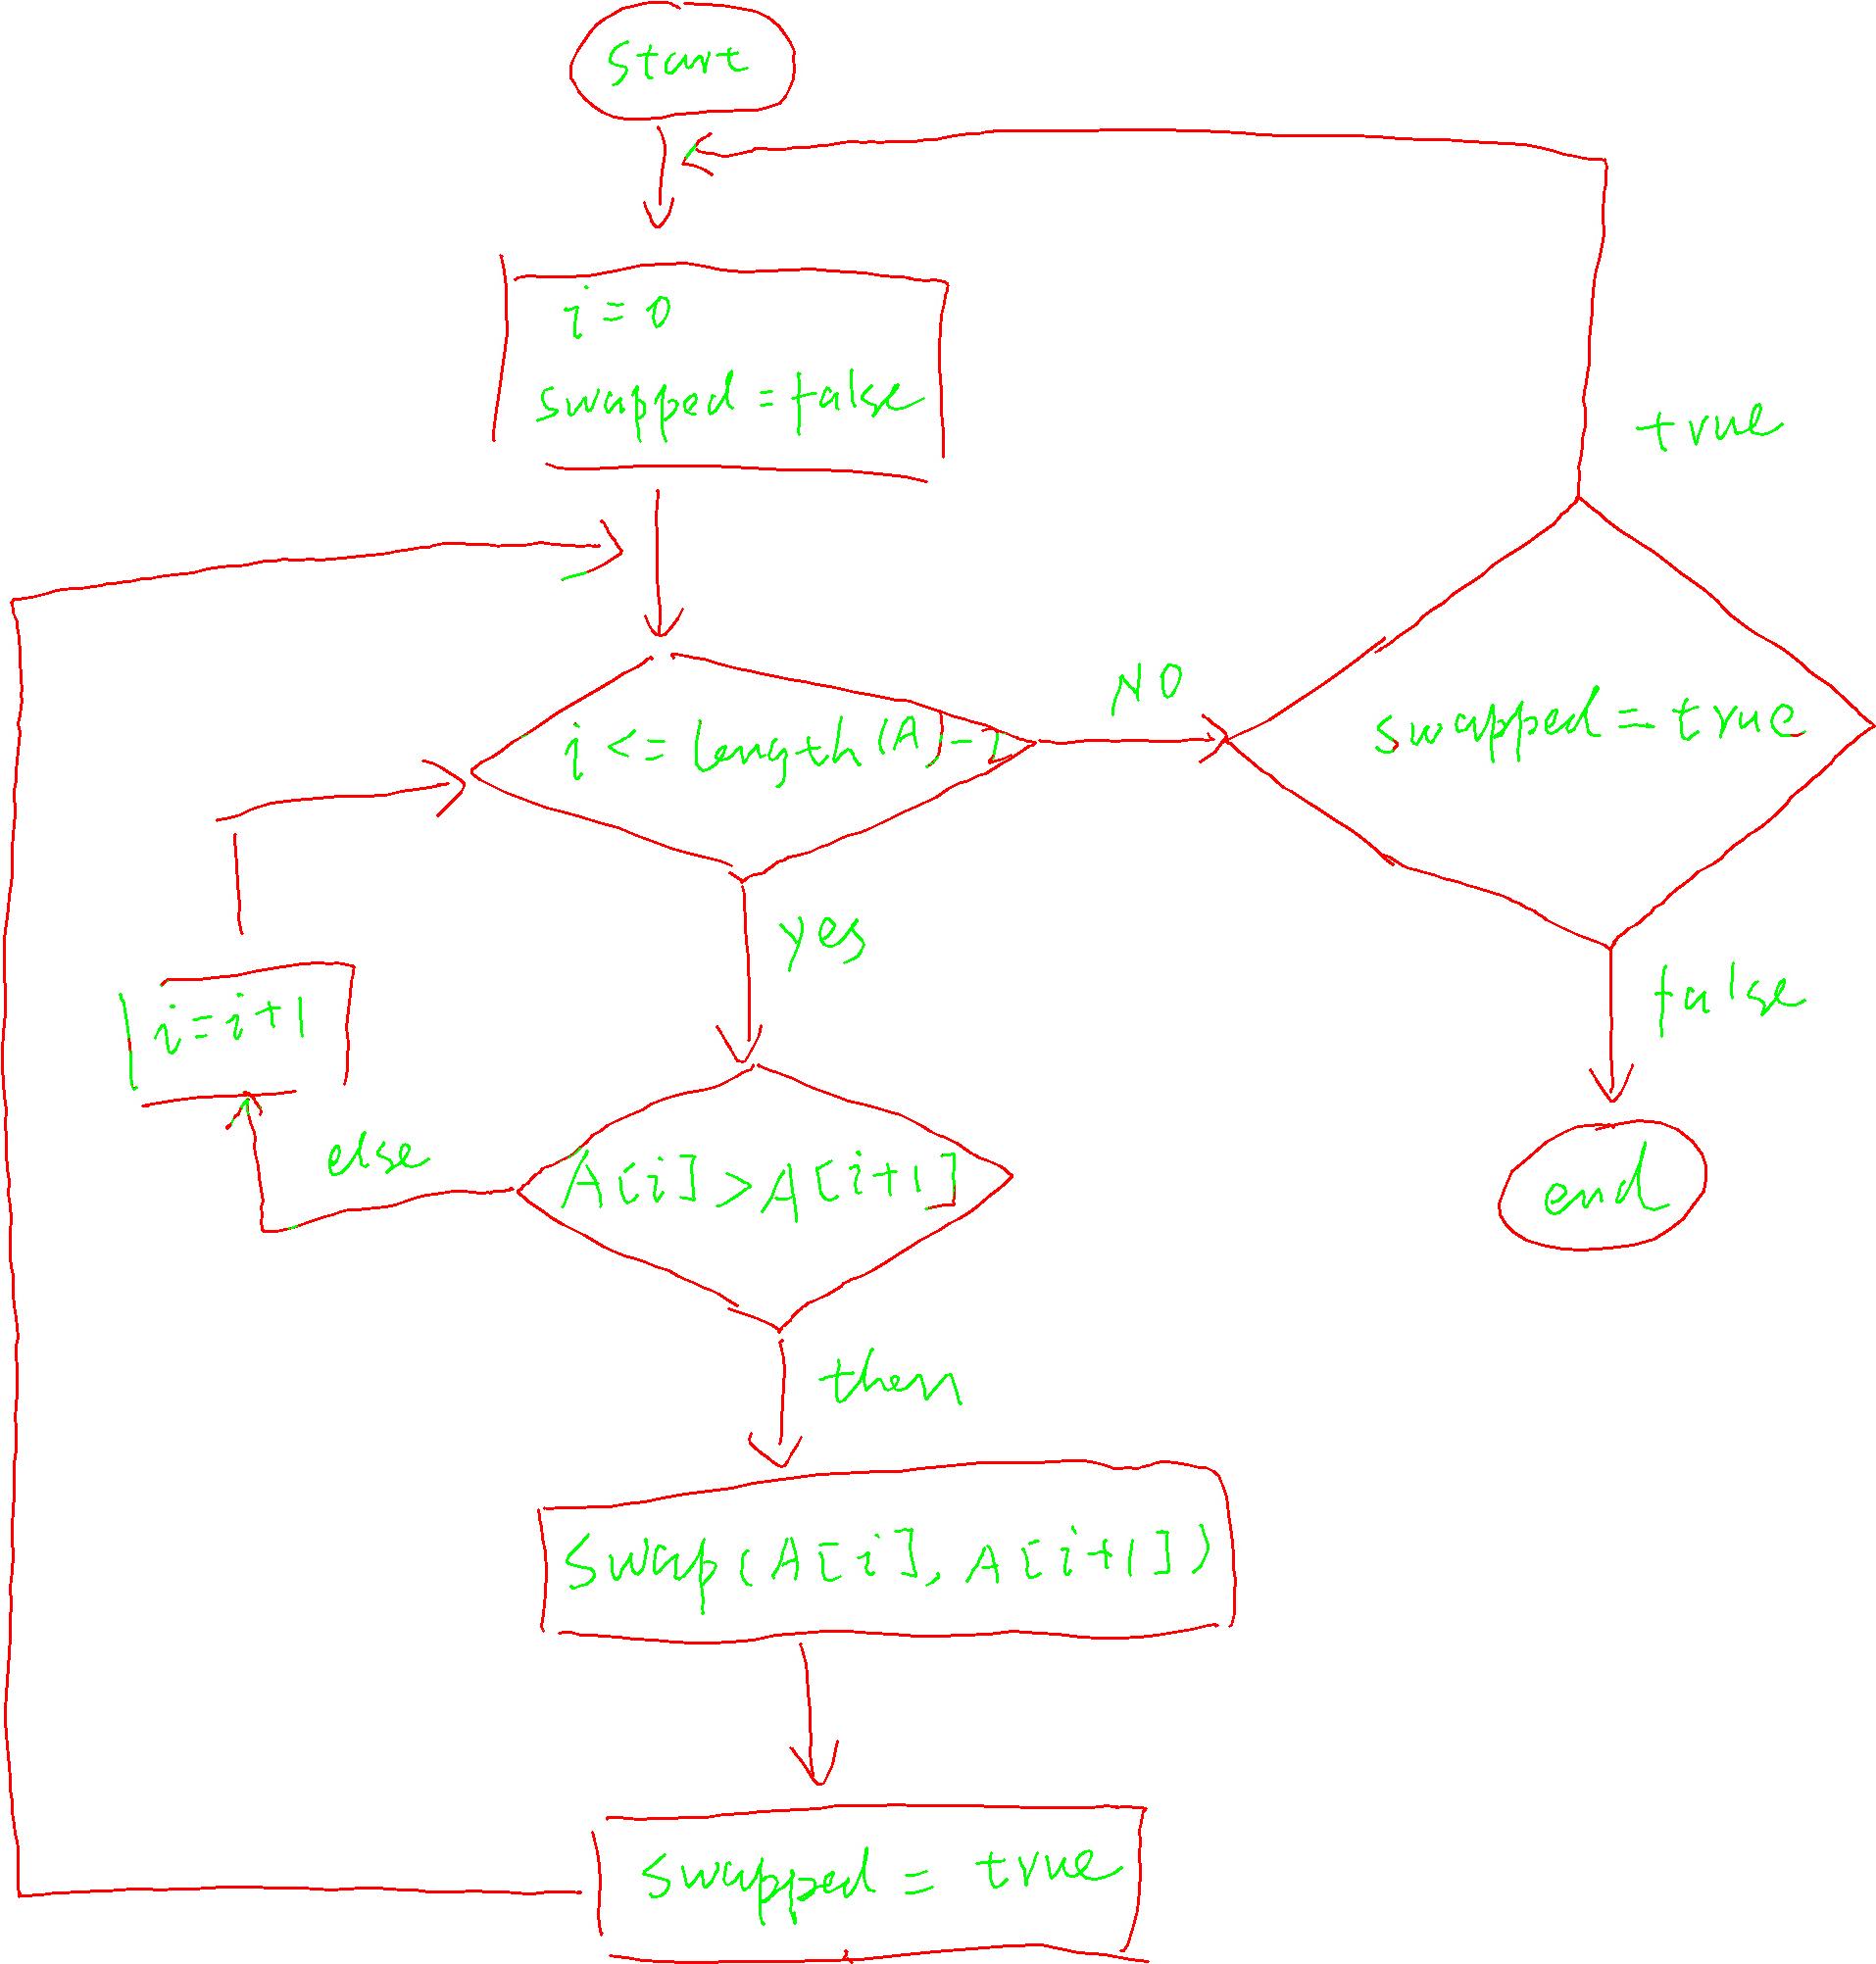 start
i=0
swapped=false
true
NO
i<=length(A)-2
swapped=true
yes
false
i=i+1
else
A[i]>A[i+1]
end
then
Swap(A[i], A[i+1])
swapped = true